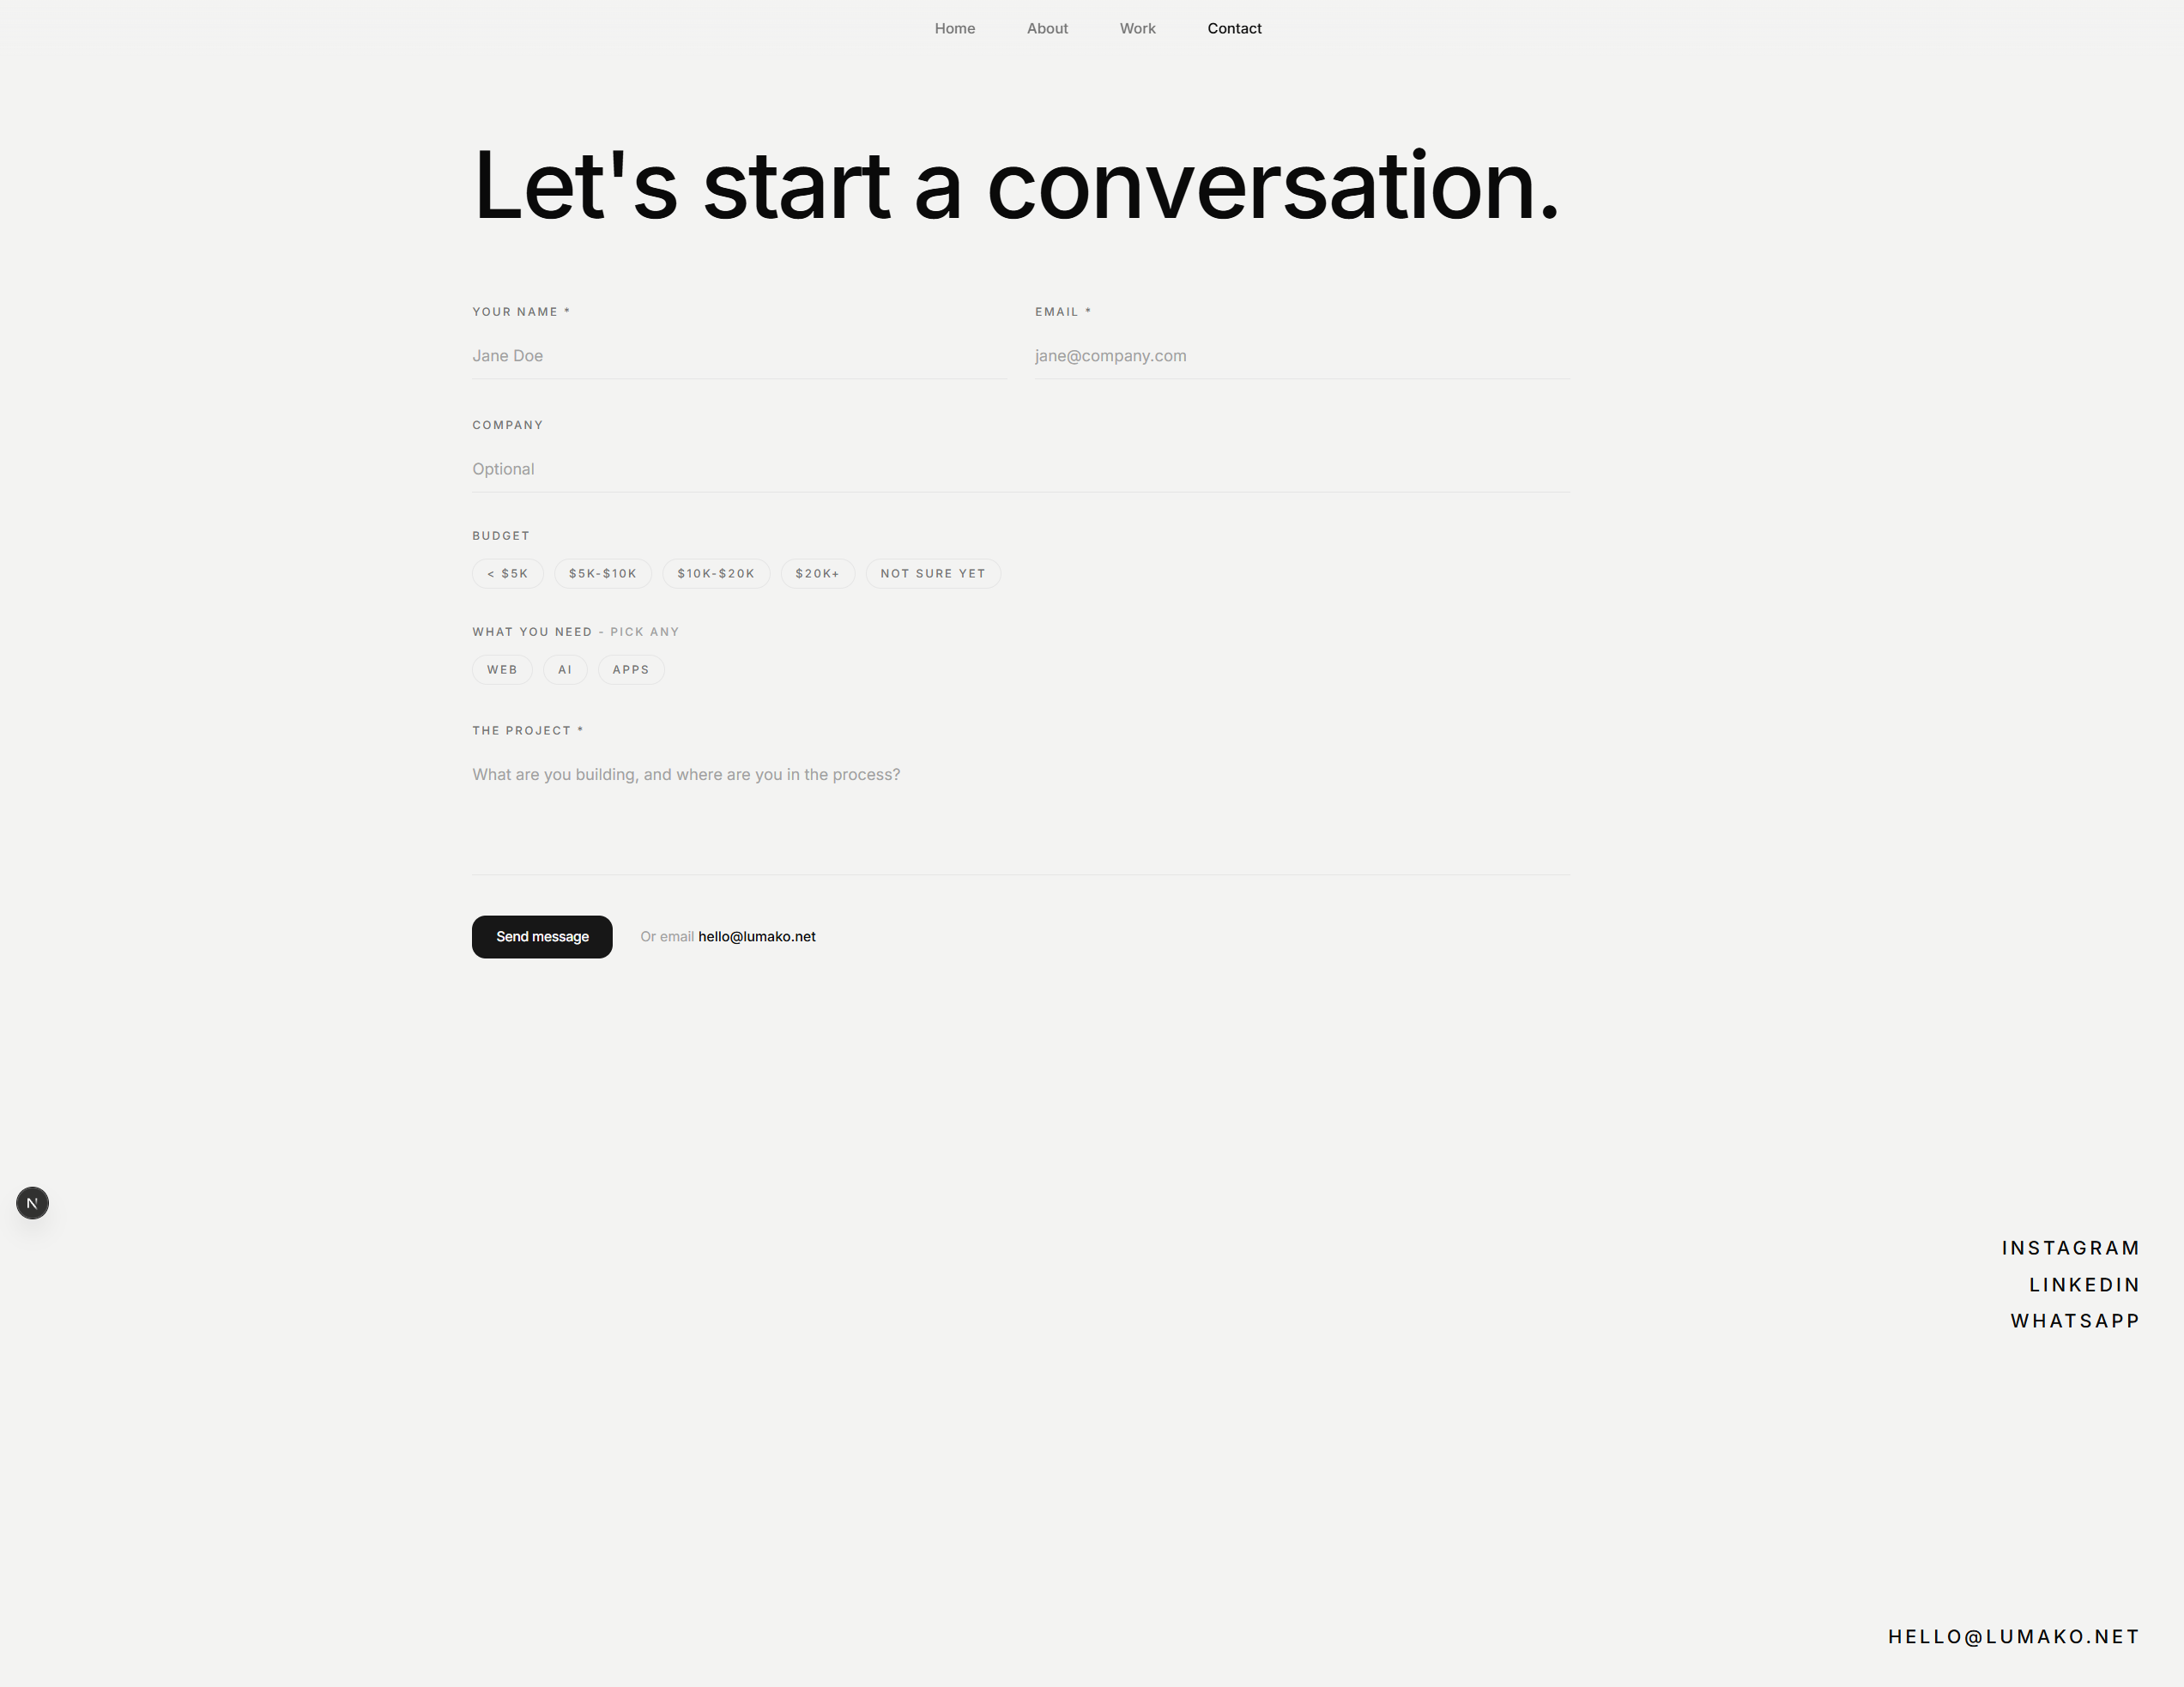 Home About Work Contact
Let's start a conversation.
YOUR NAME * EMAIL *
Jane Doe jane@company.com
COMPANY
Optional
BUDGET
< $5K $5K-$10K $10K-$20K $20K+ NOT SURE YET
WHAT YOU NEED - PICK ANY
WEB AI APPS
THE PROJECT *
What are you building, and where are you in the process?
Send message Or email hello@lumako.net
N
INSTAGRAM
LINKEDIN
WHATSAPP
HELLO@LUMAKO.NET